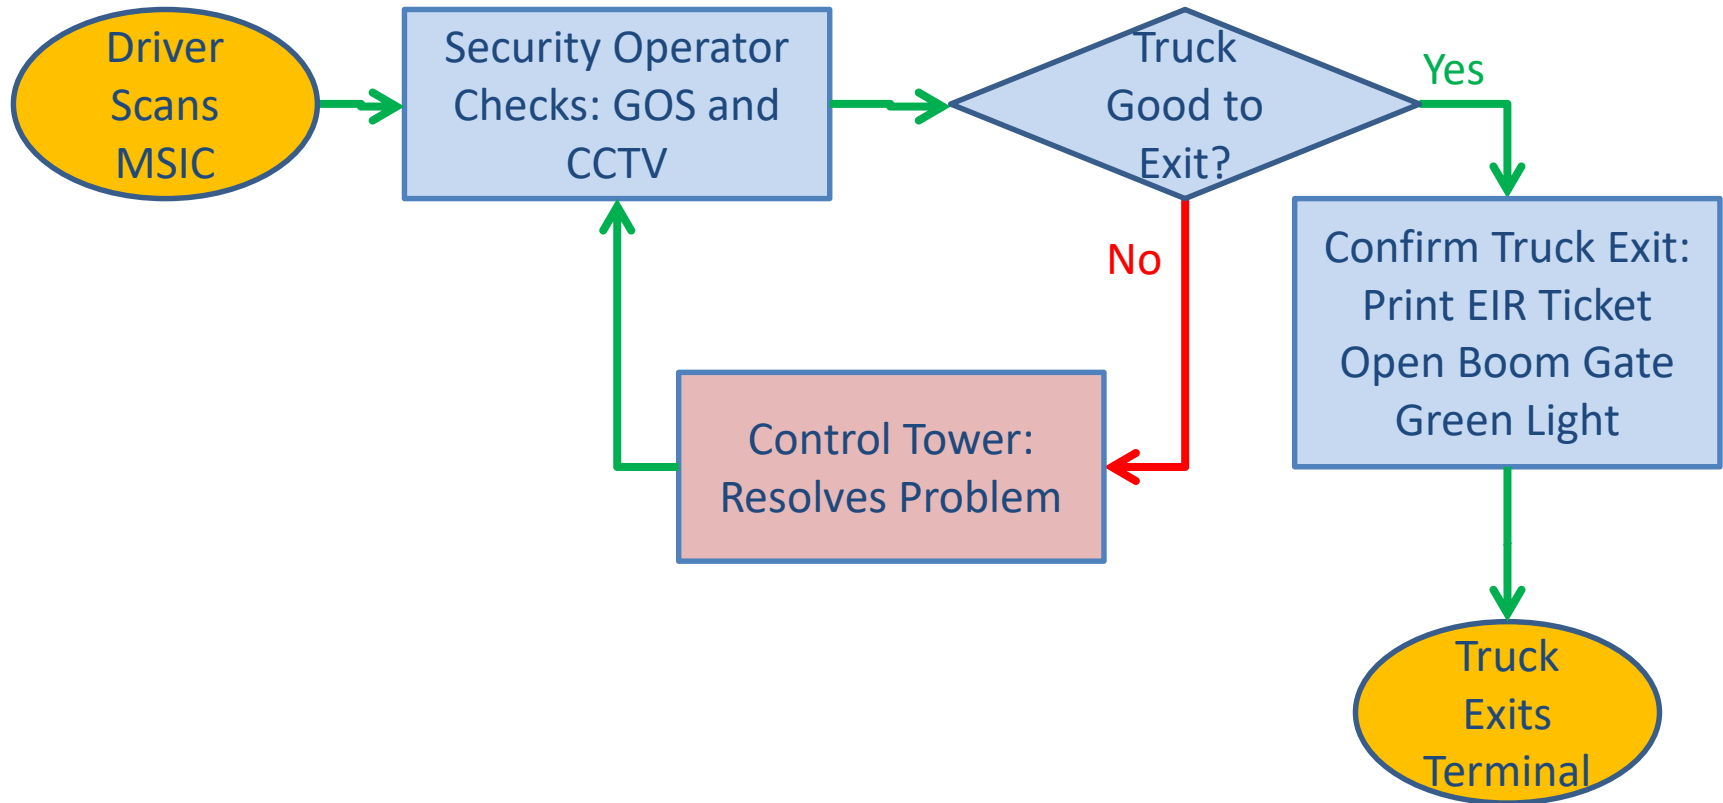 Driver
Scans
MSIC
Security Operator
Checks: GOS and
CCTV
Truck
Good to
Exit?
Yes
No
Confirm Truck Exit:
Print EIR Ticket
Open Boom Gate
Green Light
Control Tower:
Resolves Problem
Truck
Exits
Terminal